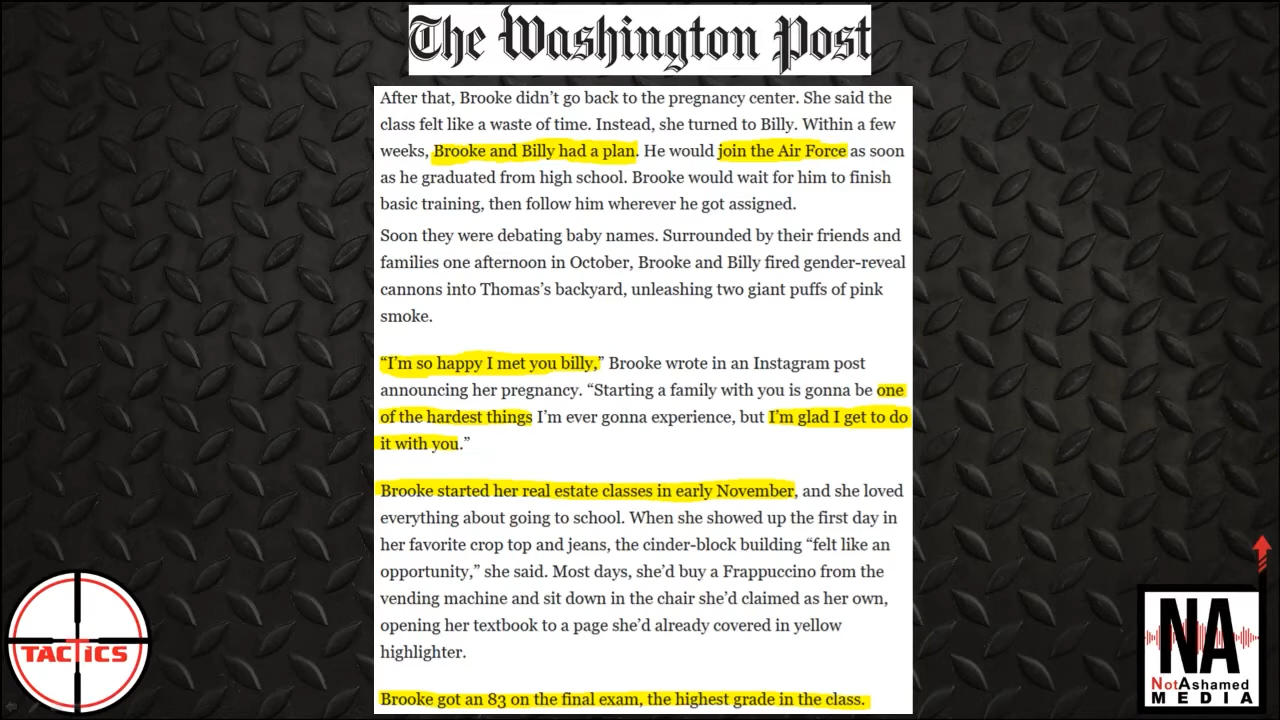 The Washington Post
After that, Brooke didn’t go back to the pregnancy center. She said the
class felt like a waste of time. Instead, she turned to Billy. Within a few
weeks, Brooke and Billy had a plan. He would join the Air Force as soon
as he graduated from high school. Brooke would wait for him to finish
basic training, then follow him wherever he got assigned.
Soon they were debating baby names. Surrounded by their friends and
families one afternoon in October, Brooke and Billy fired gender-reveal
cannons into Thomas’s backyard, unleashing two giant puffs of pink
smoke.
“I’m so happy I met you billy,” Brooke wrote in an Instagram post
announcing her pregnancy. “Starting a family with you is gonna be one
of the hardest things I’m ever gonna experience, but I’m glad I get to do
it with you.”
Brooke started her real estate classes in early November, and she loved
everything about going to school. When she showed up the first day in
her favorite crop top and jeans, the cinder-block building “felt like an
opportunity,” she said. Most days, she’d buy a Frappuccino from the
vending machine and sit down in the chair she’d claimed as her own,
opening her textbook to a page she’d already covered in yellow
highlighter.
Brooke got an 83 on the final exam, the highest grade in the class.
TACTICS
NA
NotAshamed
MEDIA